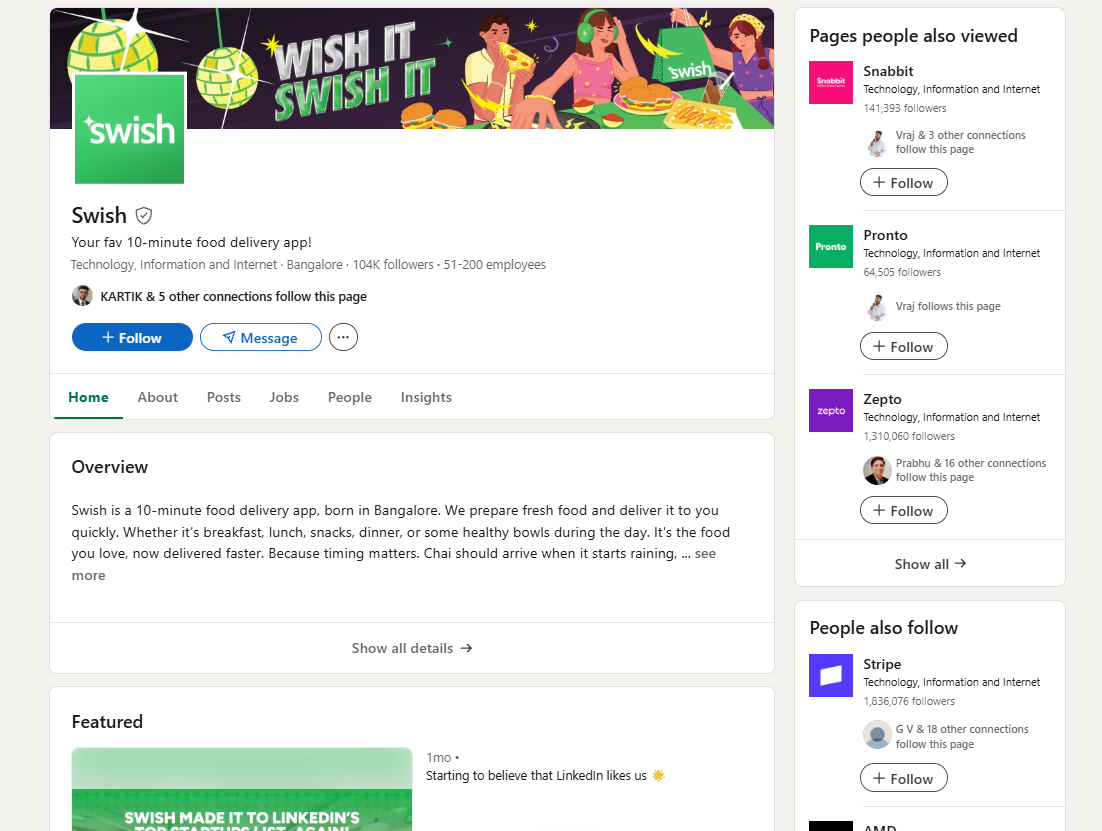 WISH IT
SWISH IT
swish
swish
Swish
Your fav 10-minute food delivery app!
Technology, Information and Internet · Bangalore · 104K followers · 51-200 employees
KARTIK & 5 other connections follow this page
+ Follow
Message
...
Home
About
Posts
Jobs
People
Insights
Overview
Swish is a 10-minute food delivery app, born in Bangalore. We prepare fresh food and deliver it to you
quickly. Whether it's breakfast, lunch, snacks, dinner, or some healthy bowls during the day. It's the food
you love, now delivered faster. Because timing matters. Chai should arrive when it starts raining, ... see
more
Show all details →
Featured
SWISH MADE IT TO LINKEDIN'S
TOP STARTUPS LIST, AGAIN!
1mo •
Starting to believe that LinkedIn likes us
Pages people also viewed
Snabbit
Snabbit
Technology, Information and Internet
141,393 followers
Vraj & 3 other connections
follow this page
+ Follow
Pronto
Pronto
Technology, Information and Internet
64,505 followers
Vraj follows this page
+ Follow
zepto
Zepto
Technology, Information and Internet
1,310,060 followers
Prabhu & 16 other connections
follow this page
+ Follow
Show all →
People also follow
Stripe
Technology, Information and Internet
1,836,076 followers
G V & 18 other connections
follow this page
+ Follow
AMD